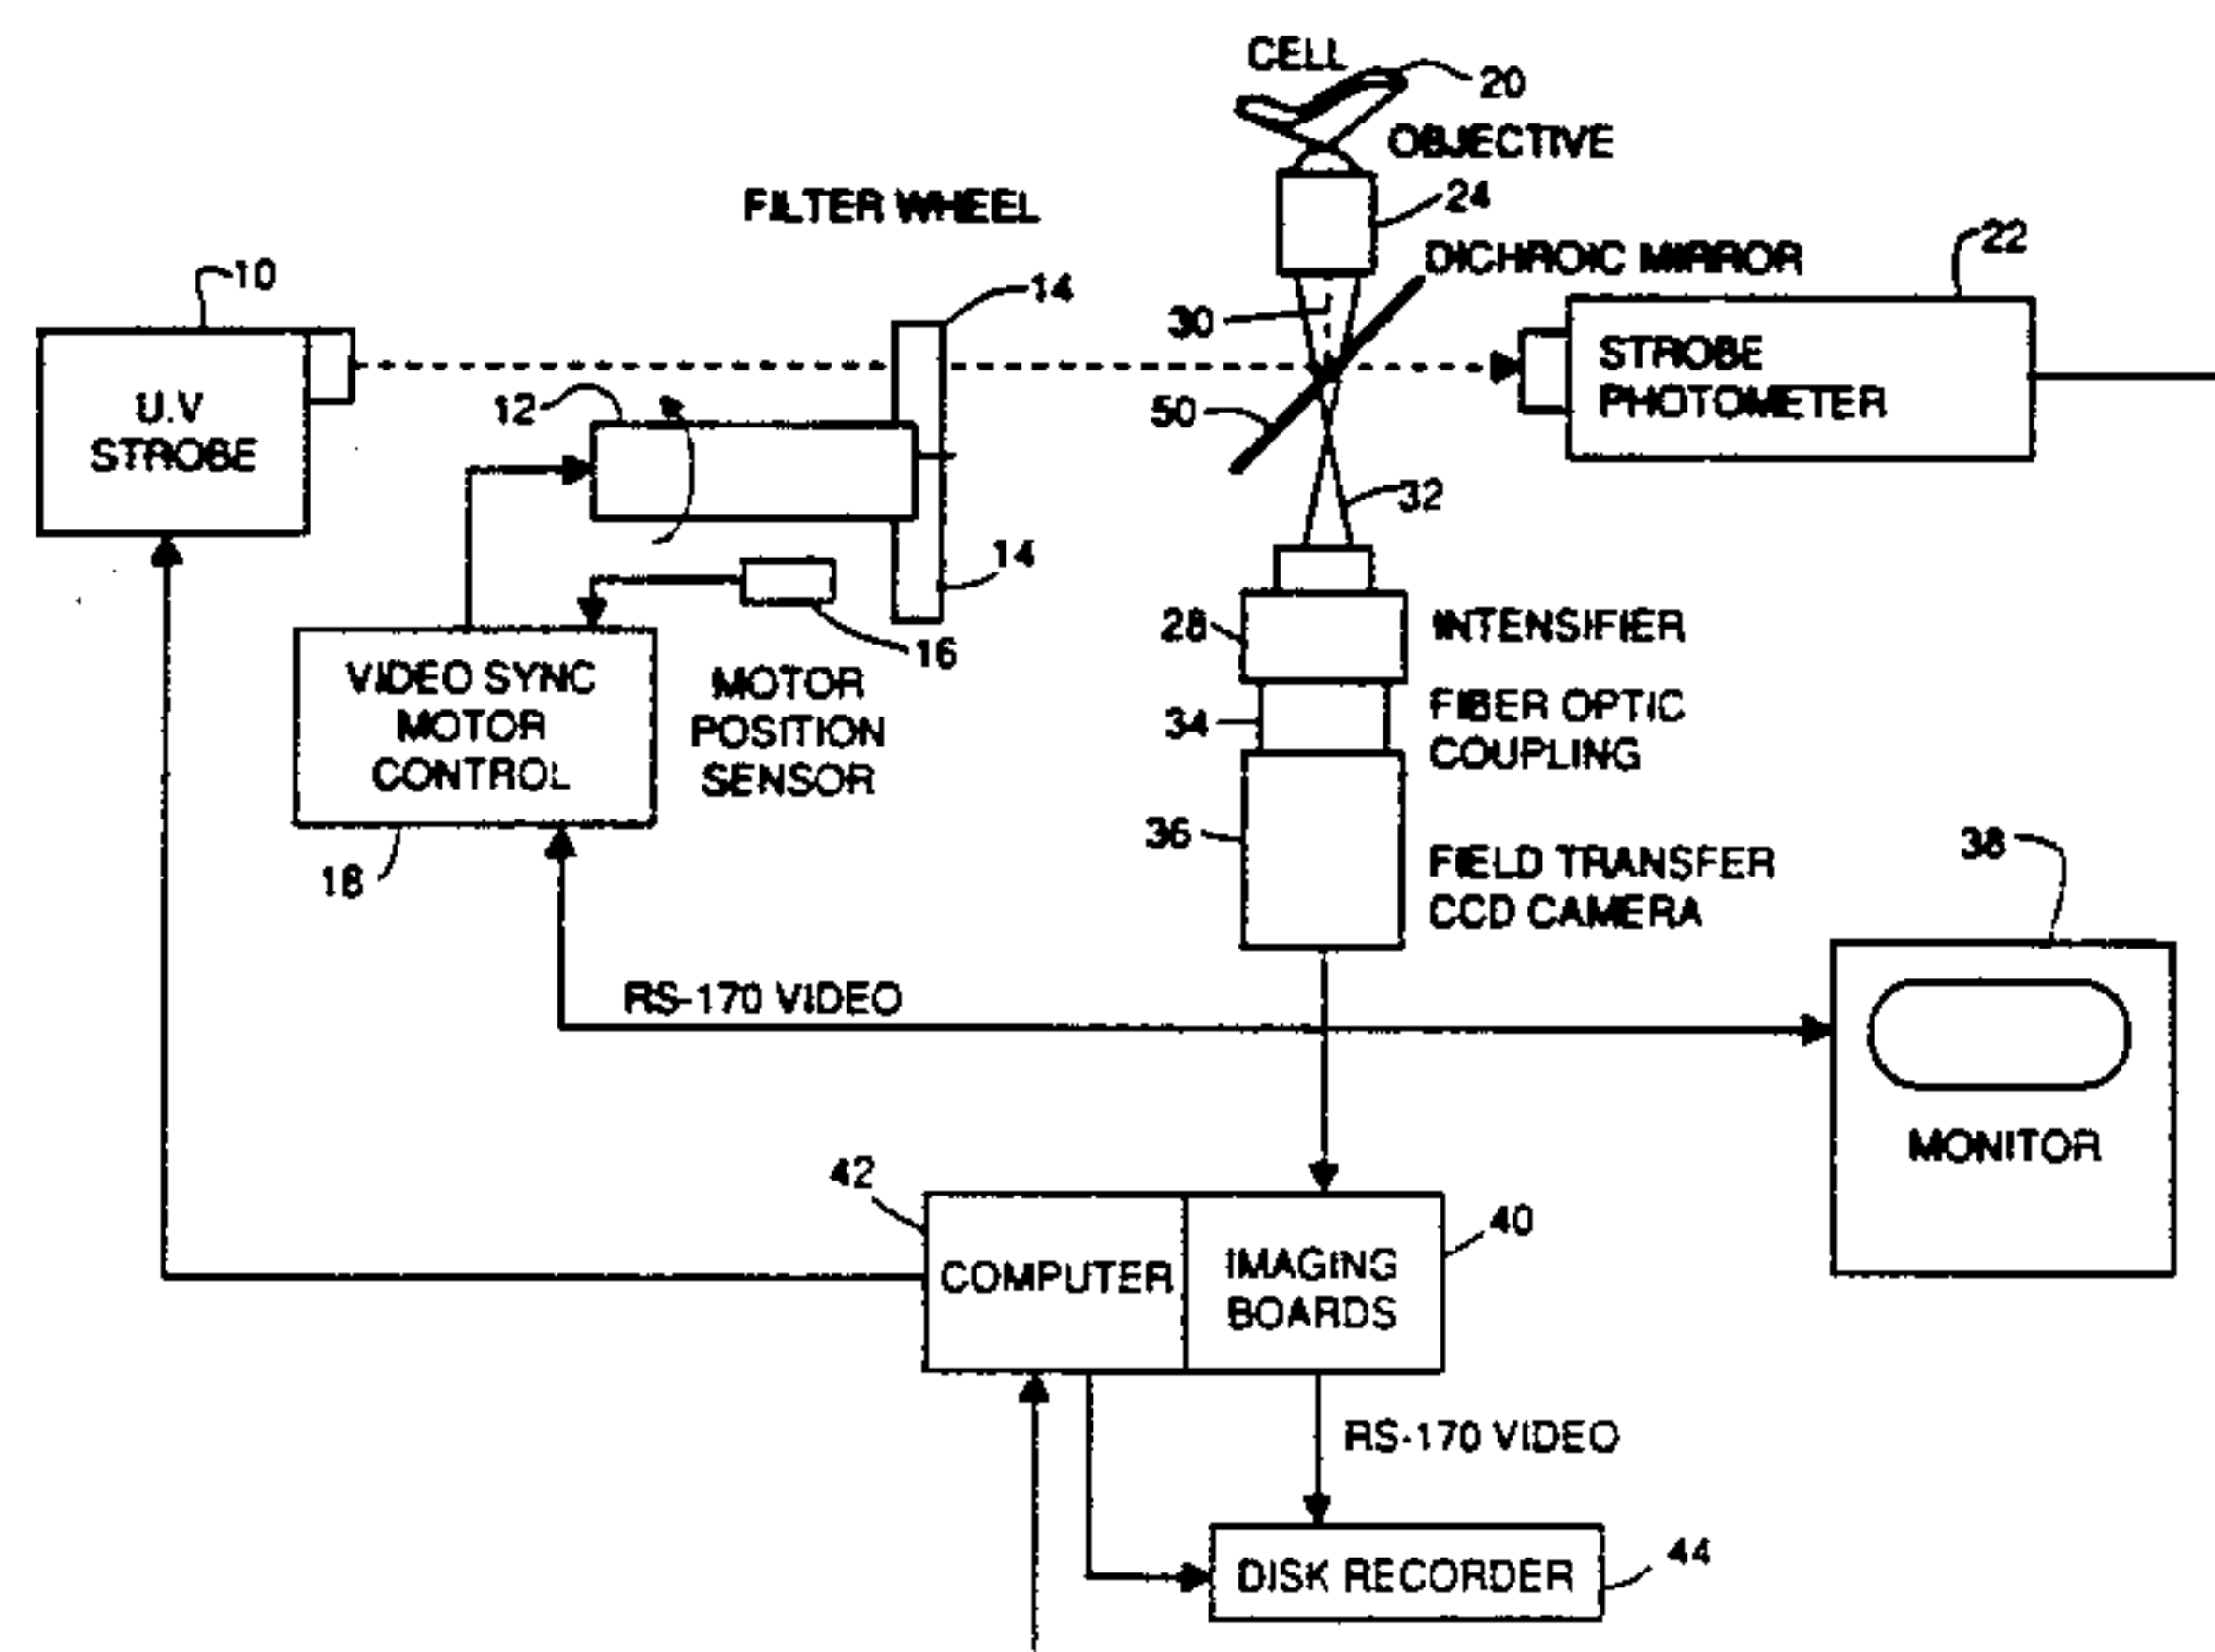 CELL
20
OBJECTIVE
FILTER WHEEL
24
DICHROIC MIRROR
22
10
14
30
STROBE
PHOTOMETER
U.V
STROBE
12
50
32
14
28
INTENSIFIER
16
VIDEO SYNC
MOTOR
CONTROL
MOTOR
POSITION
SENSOR
34
FIBER OPTIC
COUPLING
36
FIELD TRANSFER
CCD CAMERA
38
18
RS-170 VIDEO
MONITOR
42
40
COMPUTER
IMAGING
BOARDS
RS-170 VIDEO
DISK RECORDER
44